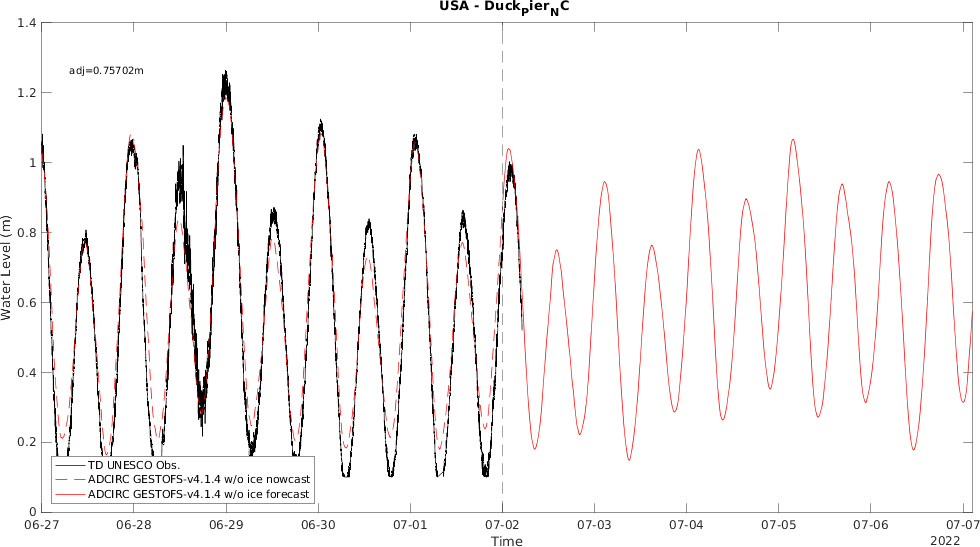 USA - DuckPierNC
1.4
adj=0.75702m
1.2
1
0.8
0.6
0.4
0.2
0
Water Level (m)
TD UNESCO Obs.
ADCIRC GESTOFS-v4.1.4 w/o ice nowcast
ADCIRC GESTOFS-v4.1.4 w/o ice forecast
06-27 06-28 06-29 06-30 07-01 07-02 07-03 07-04 07-05 07-06 07-07
Time
2022